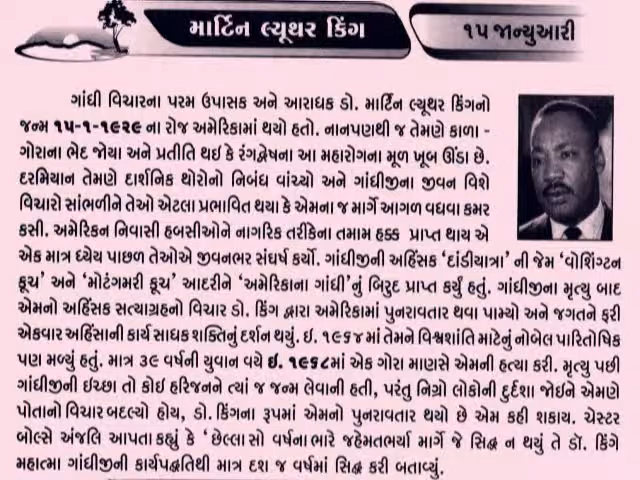 માર્ટિન લ્યૂથર કિંગ
૧૫ જાન્યુઆરી
ગાંધી વિચારના પરમ ઉપાસક અને આરાધક ડો. માર્ટિન લ્યૂથર કિંગનો
જન્મ ૧૫-૧-૧૯૨૯ ના રોજ અમેરિકામાં થયો હતો. નાનપણથી જ તેમણે કાળા -
ગોરાના ભેદ જોયા અને પ્રતીતિ થઇ કે રંગદ્વેષના આ મહારોગના મૂળ ખૂબ ઊંડા છે.
દરમિયાન તેમણે દાર્શનિક થોરોનો નિબંધ વાંચ્યો અને ગાંધીજીના જીવન વિશે
વિચારો સાંભળીને તેઓ એટલા પ્રભાવિત થયા કે એમના જ માર્ગે આગળ વધવા કમર
કસી. અમેરિકન નિવાસી હબસીઓને નાગરિક તરીકેના તમામ હક્ક પ્રાપ્ત થાય એ
એક માત્ર ધ્યેય પાછળ તેઓએ જીવનભર સંઘર્ષ કર્યો. ગાંધીજીની અહિંસક ‘દાંડીયાત્રા’ ની જેમ ‘વોશિંગ્ટન
કૂચ’ અને ‘મોટંગમરી કૂચ’ આદરીને ‘અમેરિકાના ગાંધી’નું બિરુદ પ્રાપ્ત કર્યું હતું. ગાંધીજીના મૃત્યુ બાદ
એમનો અહિંસક સત્યાગ્રહનો વિચાર ડો. કિંગ દ્વારા અમેરિકામાં પુનરાવતાર થવા પામ્યો અને જગતને ફરી
એકવાર અહિંસાની કાર્ય સાધક શક્તિનું દર્શન થયું. ઇ. ૧૯૬૪માં તેમને વિશ્વશાંતિ માટેનું નોબેલ પારિતોષિક
પણ મળ્યું હતું. માત્ર ૩૯ વર્ષની યુવાન વયે ઇ. ૧૯૬૮માં એક ગોરા માણસે એમની હત્યા કરી. મૃત્યુ પછી
ગાંધીજીની ઇચ્છા તો કોઇ હરિજનને ત્યાં જ જન્મ લેવાની હતી, પરંતુ નિગ્રો લોકોની દુર્દશા જોઇને એમણે
પોતાનો વિચાર બદલ્યો હોય, ડો. કિંગના રૂપમાં એમનો પુનરાવતાર થયો છે એમ કહી શકાય. ચેસ્ટર
બોલ્સે અંજલિ આપતા કહ્યું કે ‘ છેલ્લા સો વર્ષના ભારે જહેમતભર્યા માર્ગે જે સિદ્ધ ન થયું તે ડૉ. કિંગે
મહાત્મા ગાંધીજીની કાર્યપદ્ધતિથી માત્ર દશ જ વર્ષમાં સિદ્ધ કરી બતાવ્યું.